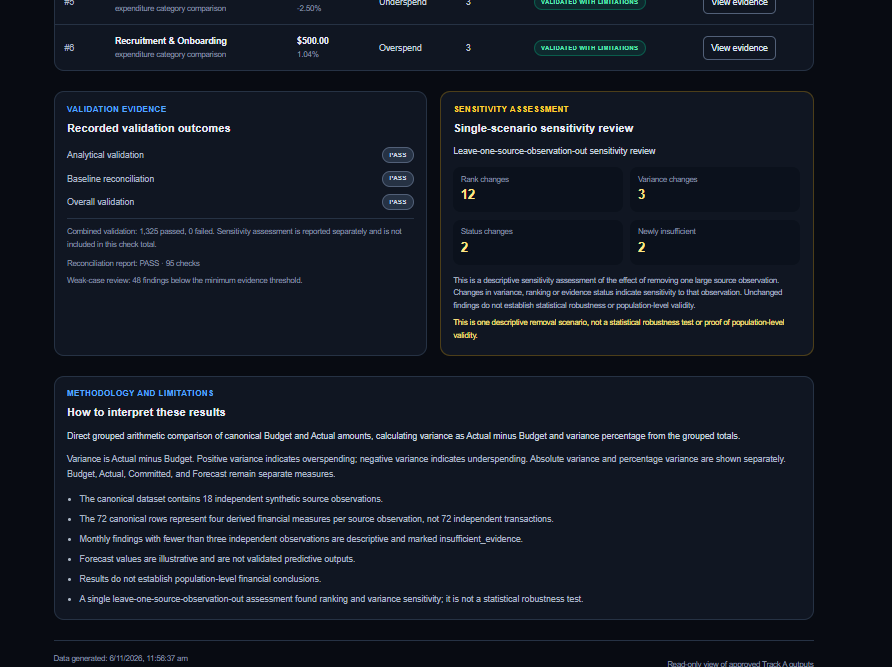 #5 expenditure category comparison -2.50% Underspend 3 VALIDATED WITH LIMITATIONS View evidence
#6 Recruitment & Onboarding $500.00 Overspend 3 VALIDATED WITH LIMITATIONS View evidence
expenditure category comparison 1.04%
VALIDATION EVIDENCE
Recorded validation outcomes
Analytical validation PASS
Baseline reconciliation PASS
Overall validation PASS
Combined validation: 1,325 passed, 0 failed. Sensitivity assessment is reported separately and is not
included in this check total.
Reconciliation report: PASS · 95 checks
Weak-case review: 48 findings below the minimum evidence threshold.
SENSITIVITY ASSESSMENT
Single-scenario sensitivity review
Leave-one-source-observation-out sensitivity review
Rank changes
12
Variance changes
3
Status changes
2
Newly insufficient
2
This is a descriptive sensitivity assessment of the effect of removing one large source observation.
Changes in variance, ranking or evidence status indicate sensitivity to that observation. Unchanged
findings do not establish statistical robustness or population-level validity.
This is one descriptive removal scenario, not a statistical robustness test or proof of population-level
validity.
METHODOLOGY AND LIMITATIONS
How to interpret these results
Direct grouped arithmetic comparison of canonical Budget and Actual amounts, calculating variance as Actual minus Budget and variance percentage from the grouped totals.
Variance is Actual minus Budget. Positive variance indicates overspending; negative variance indicates underspending. Absolute variance and percentage variance are shown separately.
Budget, Actual, Committed, and Forecast remain separate measures.
• The canonical dataset contains 18 independent synthetic source observations.
• The 72 canonical rows represent four derived financial measures per source observation, not 72 independent transactions.
• Monthly findings with fewer than three independent observations are descriptive and marked insufficient_evidence.
• Forecast values are illustrative and are not validated predictive outputs.
• Results do not establish population-level financial conclusions.
• A single leave-one-source-observation-out assessment found ranking and variance sensitivity; it is not a statistical robustness test.
Data generated: 6/11/2026, 11:56:37 am
Read-only view of approved Track A outputs